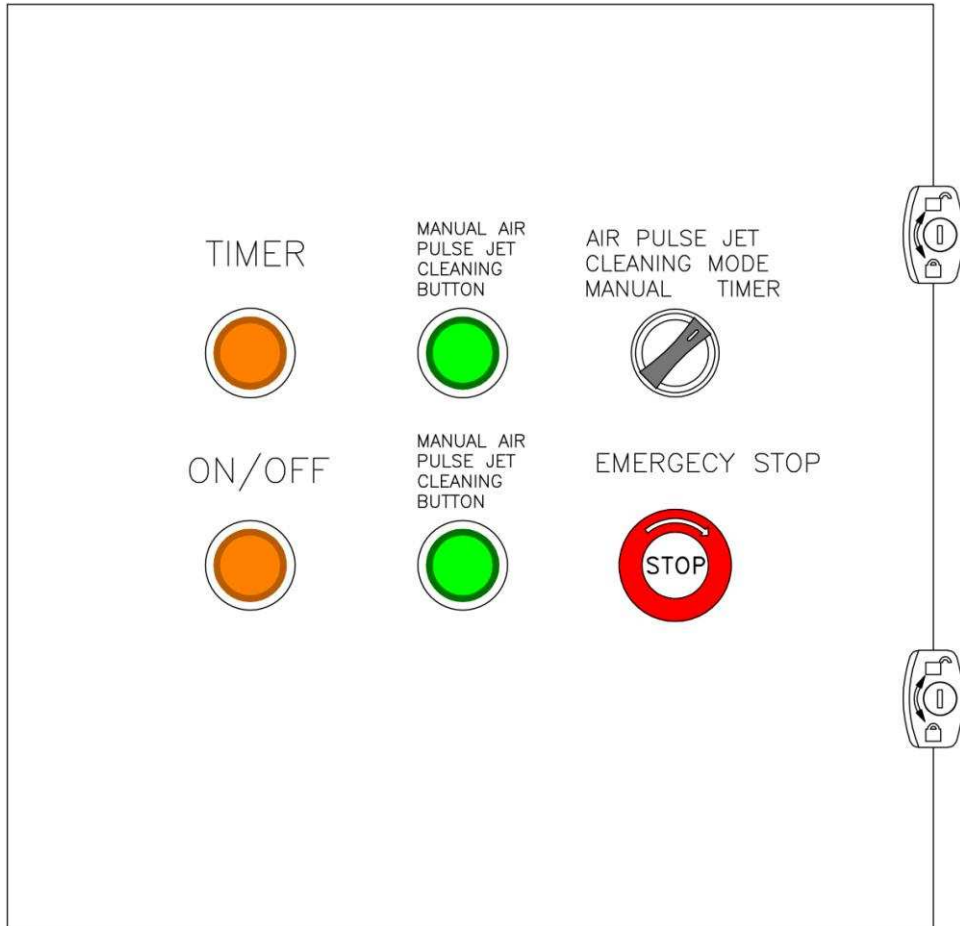 TIMER
MANUAL AIR
PULSE JET
CLEANING
BUTTON
AIR PULSE JET
CLEANING MODE
MANUAL TIMER
ON/OFF
MANUAL AIR
PULSE JET
CLEANING
BUTTON
EMERGECY STOP
STOP